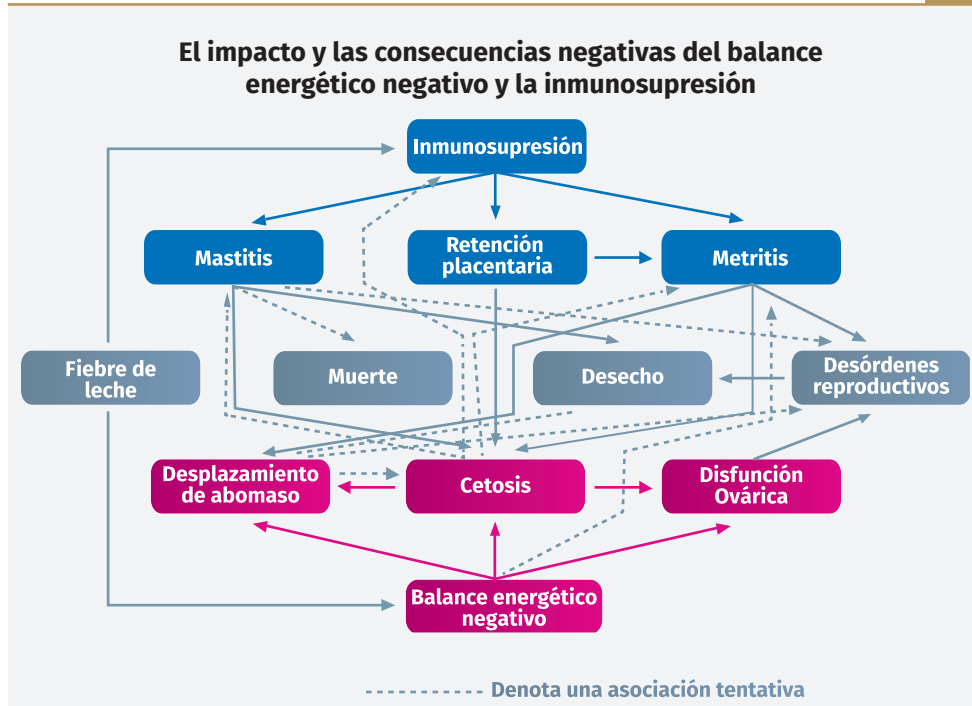 El impacto y las consecuencias negativas del balance
energético negativo y la inmunosupresión
Inmunosupresión
Mastitis
Retención
placentaria
Metritis
Fiebre de
leche
Muerte
Desecho
Desórdenes
reproductivos
Desplazamiento
de abomaso
Cetosis
Disfunción
Ovárica
Balance energético
negativo
Denota una asociación tentativa